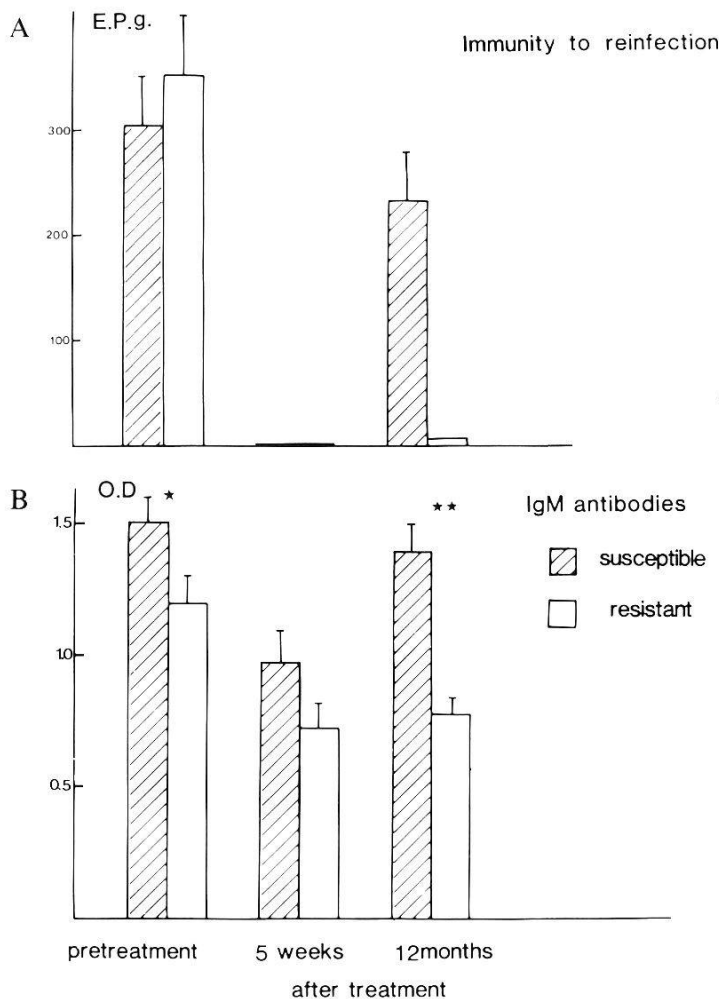 A
E.P.g.
Immunity to reinfection
300
200
100
B
O.D ★
★★
IgM antibodies
1.5
susceptible
resistant
1.0
0.5
pretreatment 5 weeks 12months
after treatment